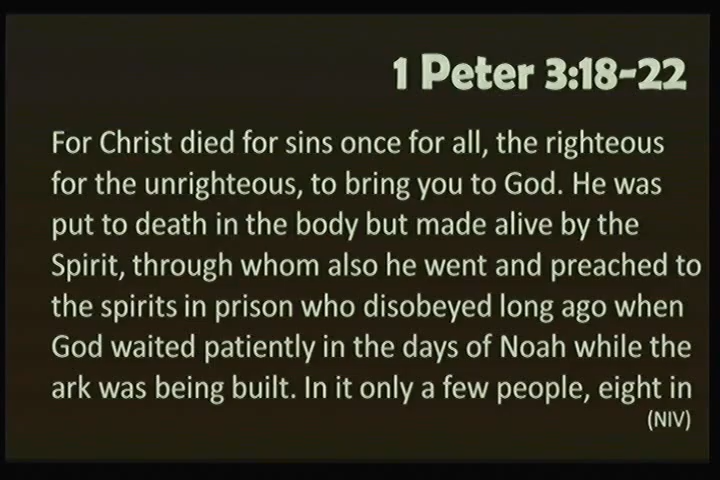 1 Peter 3:18-22
For Christ died for sins once for all, the righteous
for the unrighteous, to bring you to God. He was
put to death in the body but made alive by the
Spirit, through whom also he went and preached to
the spirits in prison who disobeyed long ago when
God waited patiently in the days of Noah while the
ark was being built. In it only a few people, eight in
(NIV)